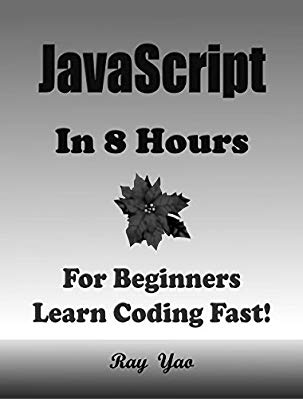 JavaScript
In 8 Hours
For Beginners
Learn Coding Fast!
Ray Yao